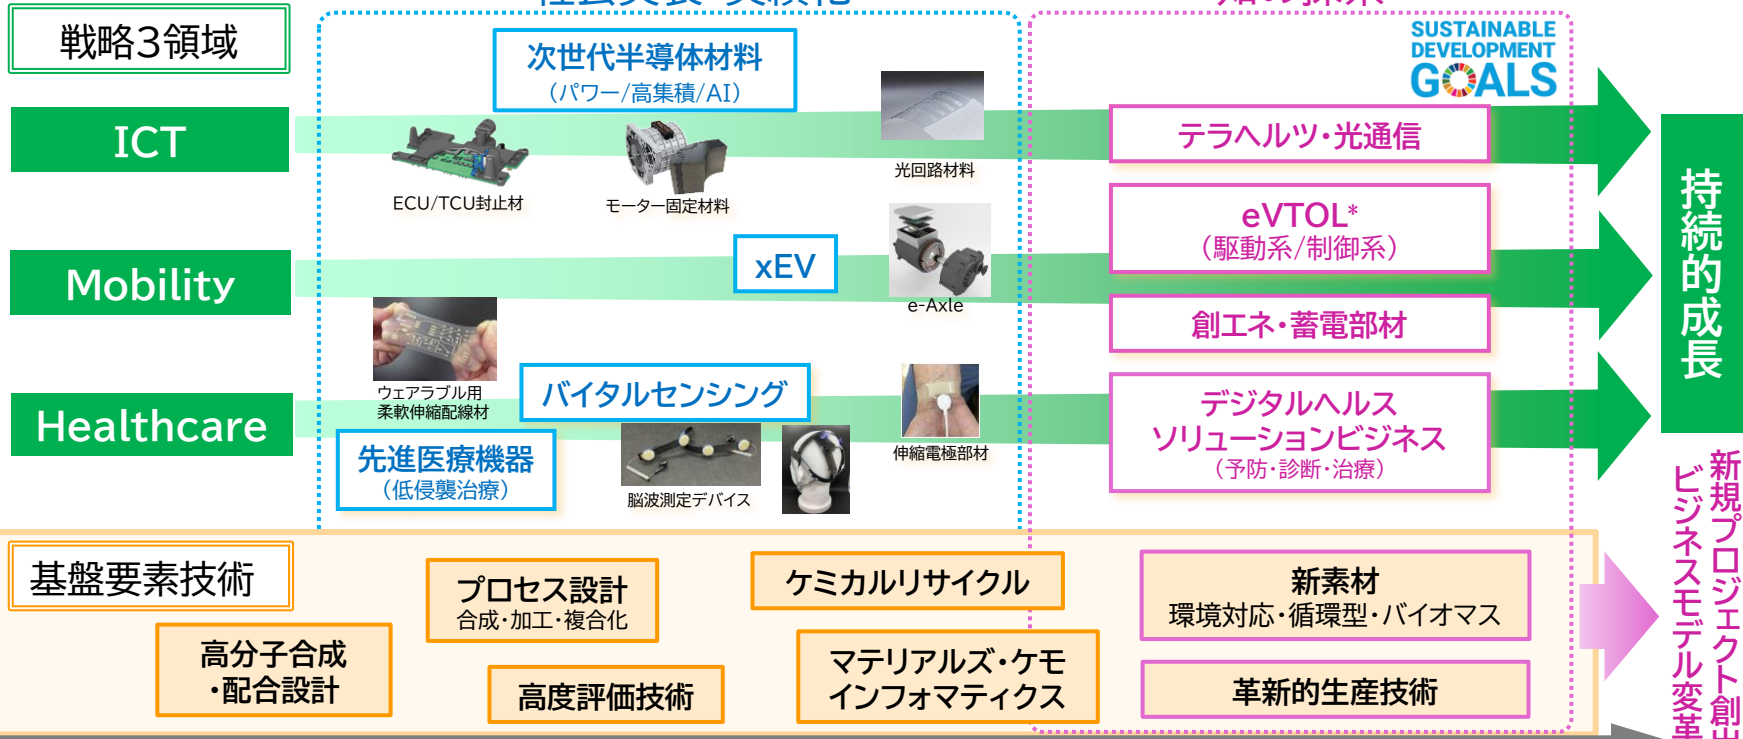 戦略3領域
SUSTAINABLE
DEVELOPMENT
GOALS
次世代半導体材料
(パワー/高集積/AI)
ICT
テラヘルツ・光通信
光回路材料
ECU/TCU封止材
モーター固定材料
eVTOL*
(駆動系/制御系)
Mobility
xEV
e-Axle
創エネ・蓄電部材
ウェアラブル用
柔軟伸縮配線材
バイタルセンシング
Healthcare
デジタルヘルス
ソリューションビジネス
(予防・診断・治療)
先進医療機器
(低侵襲治療)
伸縮電極部材
脳波測定デバイス
持続的成長
新規プロジェクト創出
ビジネスモデル変革
基盤要素技術
プロセス設計
合成・加工・複合化
ケミカルリサイクル
新素材
環境対応・循環型・バイオマス
高分子合成
・配合設計
高度評価技術
マテリアルズ・ケモ
インフォマティクス
革新的生産技術